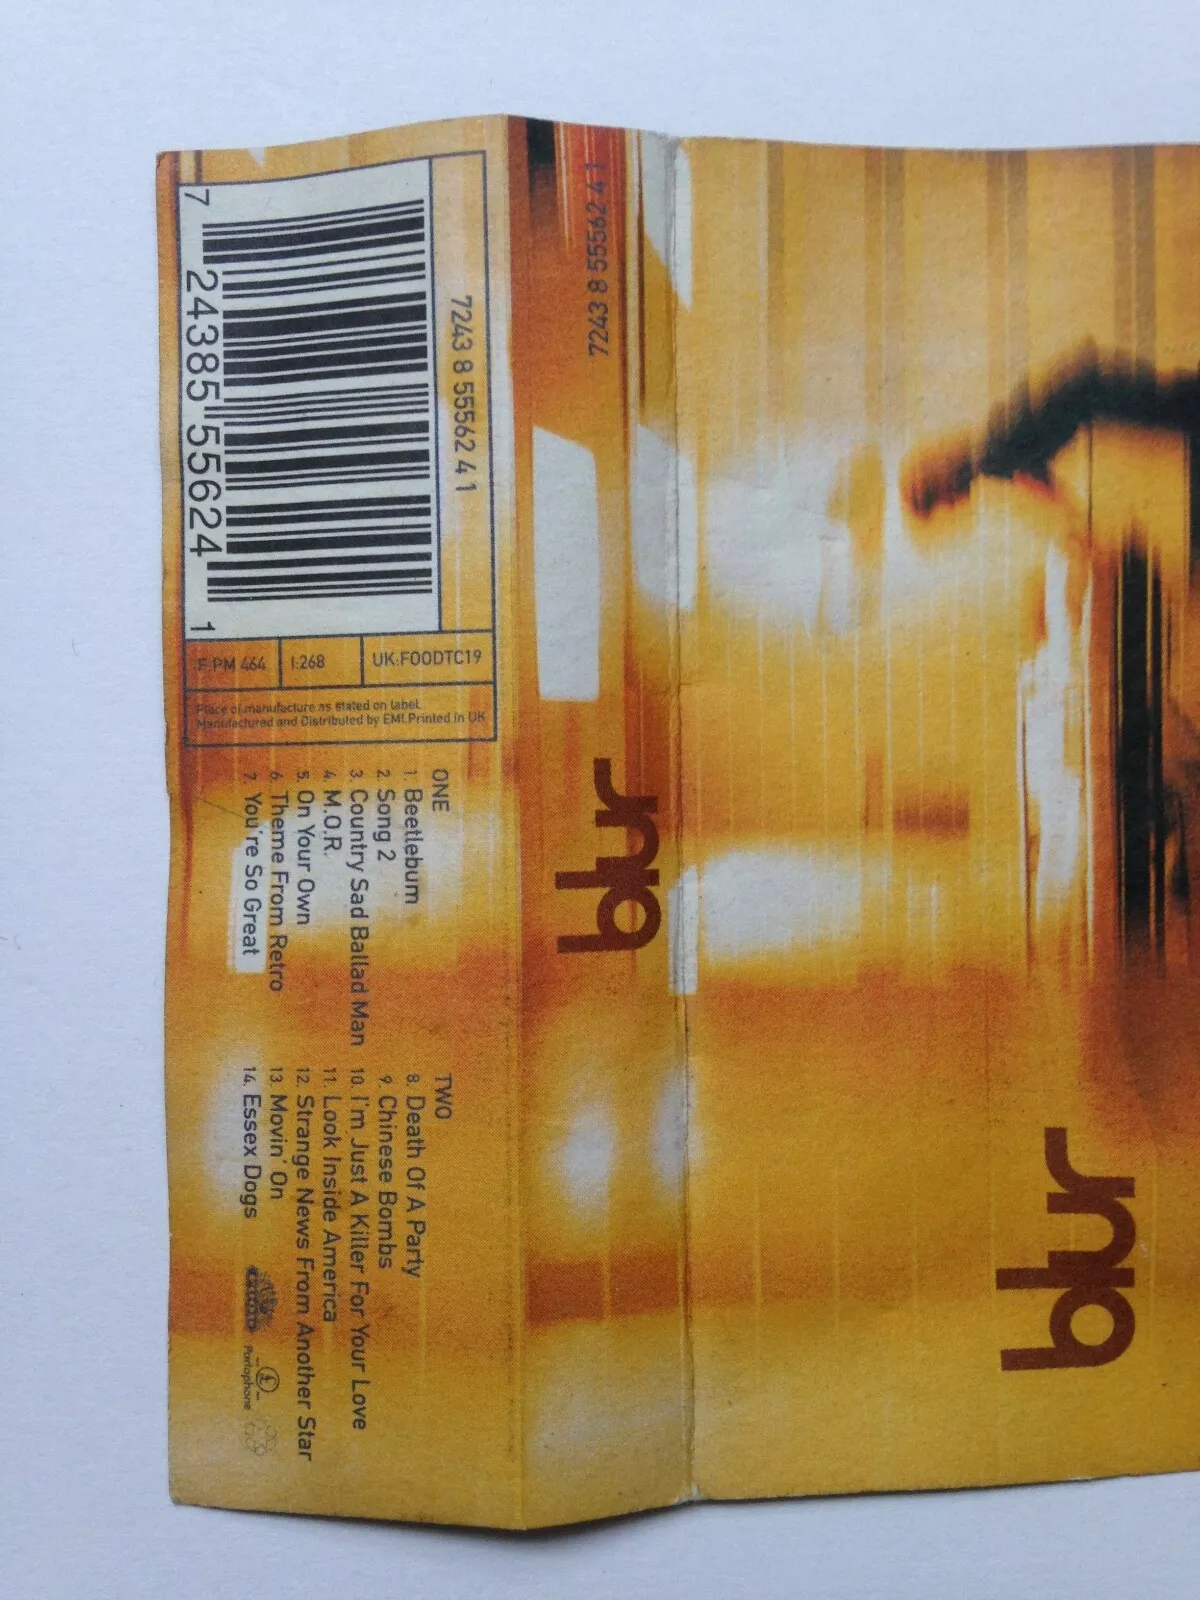 7 24385 55624 1
7243 8 55562 4 1
F:PM 464
I:268
UK:FOODTC19
Place of manufacture as stated on label.
Manufactured and Distributed by EMI. Printed in UK
ONE
1. Beetlebum
2. Song 2
3. Country Sad Ballad Man
4. M.O.R.
5. On Your Own
6. Theme From Retro
7. You're So Great
TWO
8. Death Of A Party
9. Chinese Bombs
10. I'm Just A Killer For Your Love
11. Look Inside America
12. Strange News From Another Star
13. Movin' On
14. Essex Dogs
Parlophone
7243 8 55562 4 1
blur
blur